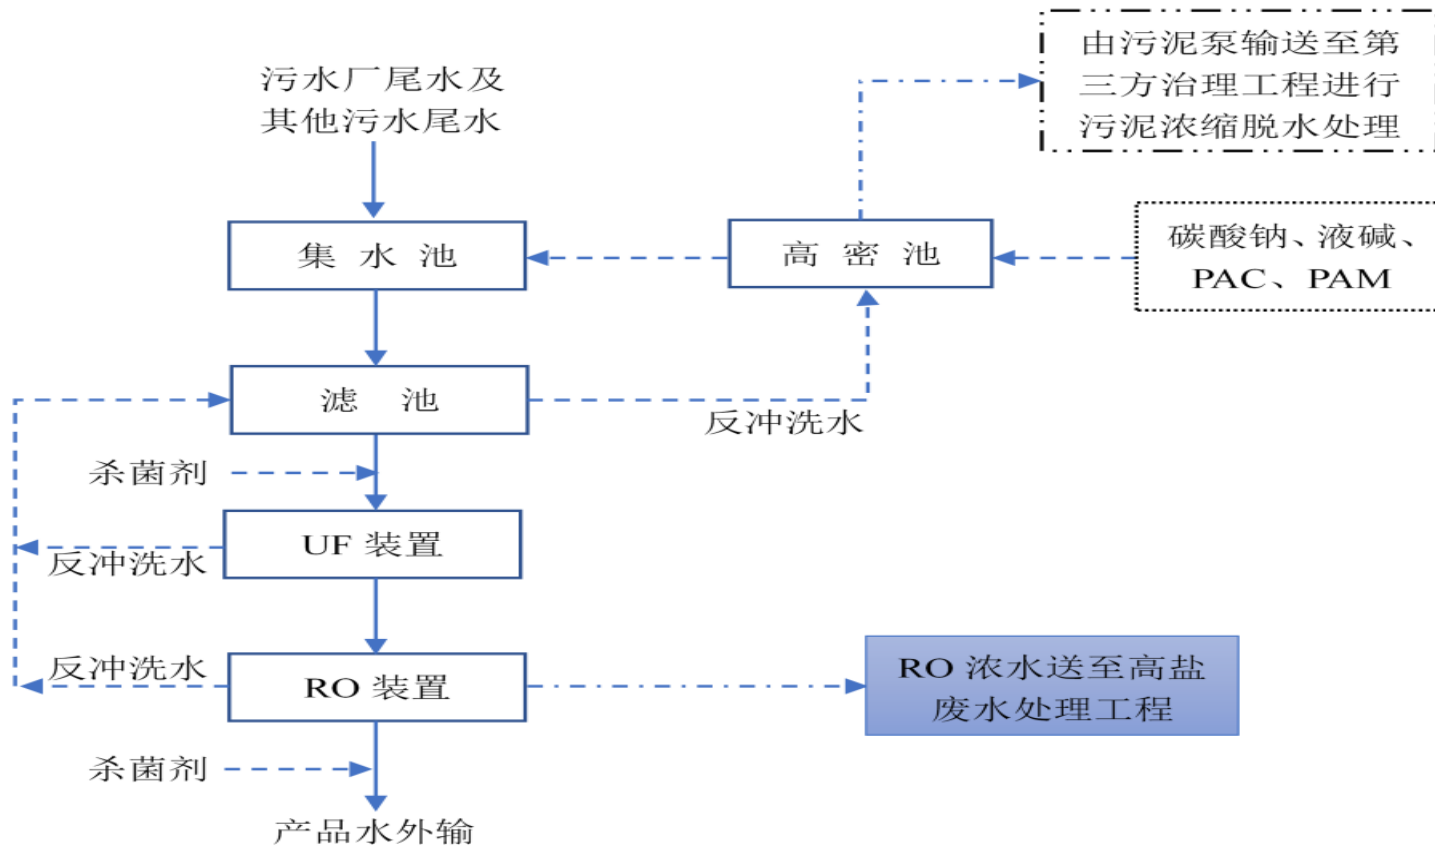 由污泥泵输送至第
三方治理工程进行
污泥浓缩脱水处理
污水厂尾水及
其他污水尾水
碳酸钠、液碱、
PAC、PAM
集水池
高密池
滤池
反冲洗水
杀菌剂
UF 装置
反冲洗水
反冲洗水
RO 装置
RO 浓水送至高盐
废水处理工程
杀菌剂
产品水外输